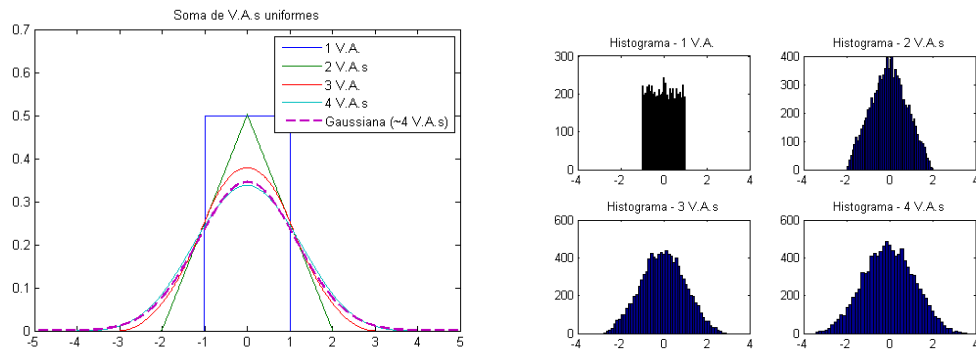 Soma de V.A.s uniformes
0.7
0.6
0.5
0.4
0.3
0.2
0.1
0
-5 -4 -3 -2 -1 0 1 2 3 4 5
1 V.A.
2 V.A.s
3 V.A.
4 V.A.s
Gaussiana (~4 V.A.s)
Histograma - 1 V.A.
300
200
100
0
-4 -2 0 2 4
Histograma - 2 V.A.s
400
300
200
100
0
-4 -2 0 2 4
Histograma - 3 V.A.s
600
400
200
0
-4 -2 0 2 4
Histograma - 4 V.A.s
600
400
200
0
-4 -2 0 2 4